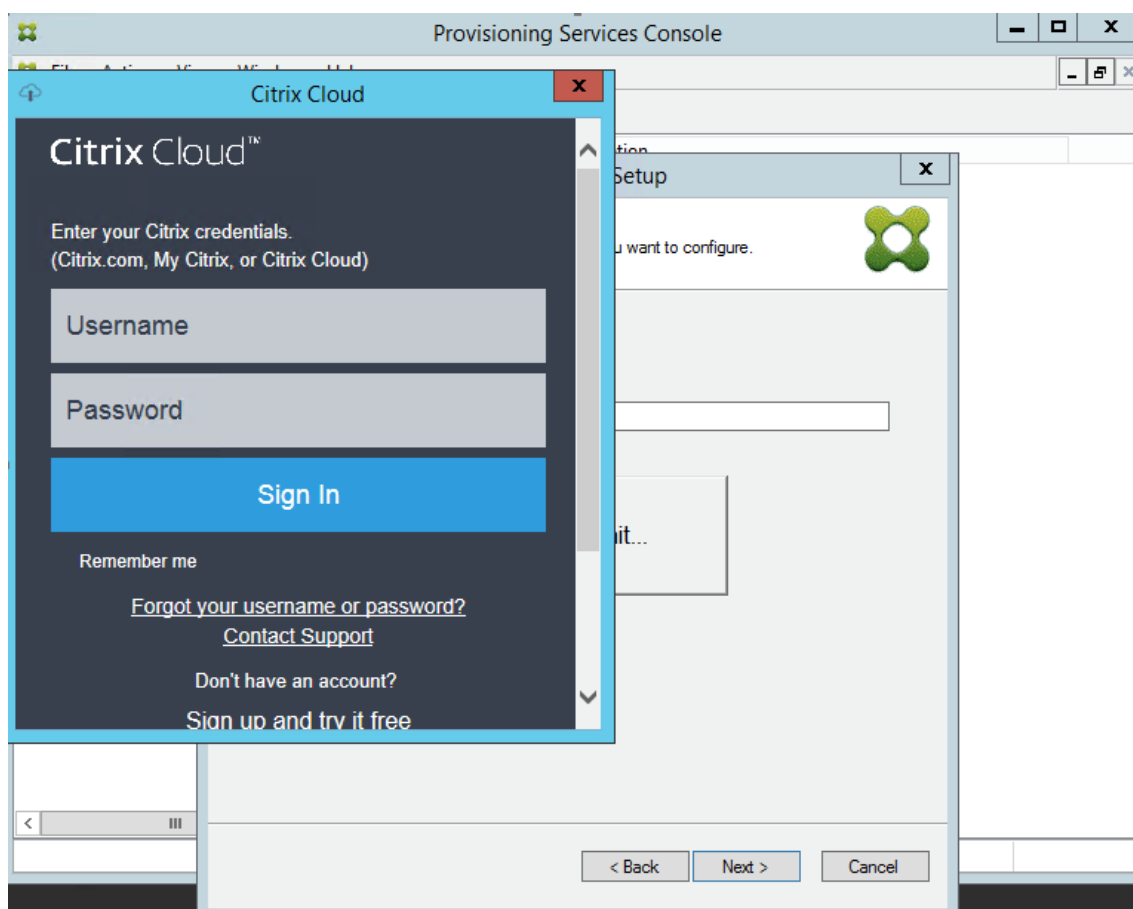 Provisioning Services Console
Citrix Cloud
Citrix Cloud™
Enter your Citrix credentials.
(Citrix.com, My Citrix, or Citrix Cloud)
Username
Password
Sign In
Remember me
Forgot your username or password?
Contact Support
Don't have an account?
Sign up and try it free
Setup
u want to configure.
it...
< Back
Next >
Cancel